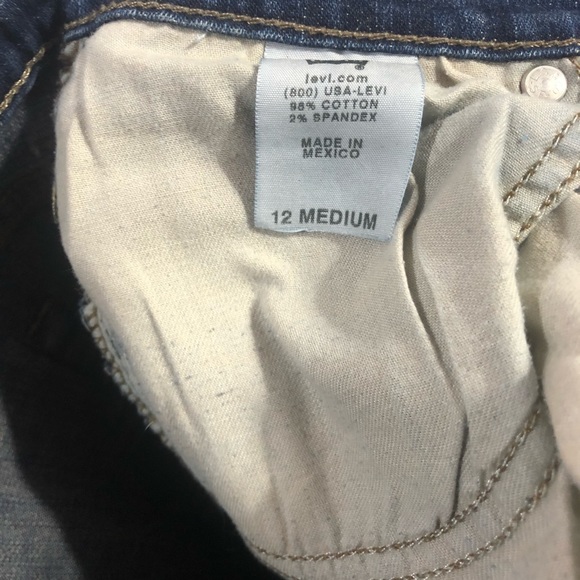 levi.com
(800) USA-LEVI
98% COTTON
2% SPANDEX
MADE IN
MEXICO
12 MEDIUM